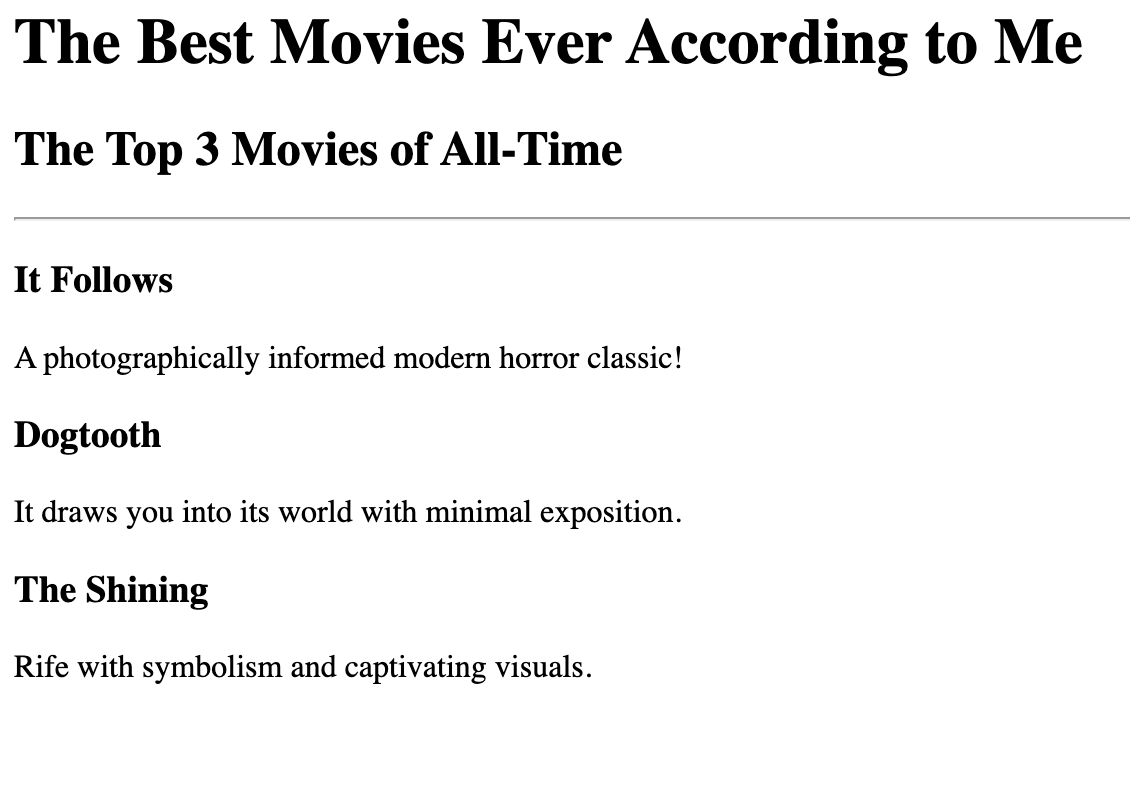 The Best Movies Ever According to Me
The Top 3 Movies of All-Time
It Follows
A photographically informed modern horror classic!
Dogtooth
It draws you into its world with minimal exposition.
The Shining
Rife with symbolism and captivating visuals.